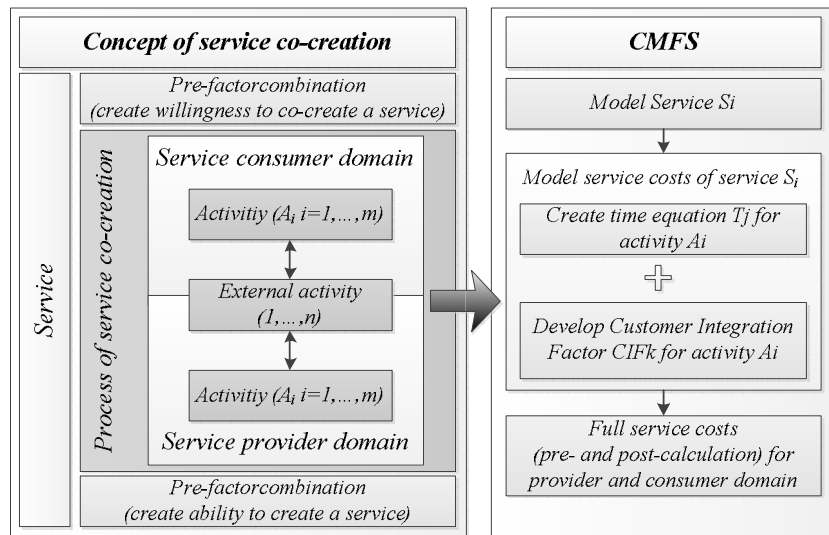 Concept of service co-creation
Service
Pre-factorcombination
(create willingness to co-create a service)
Process of service co-creation
Service consumer domain
Activitiy (Ai i=1,...,m)
External activity
(1,...,n)
Activitiy (Ai i=1,...,m)
Service provider domain
Pre-factorcombination
(create ability to create a service)
CMFS
Model Service Si
Model service costs of service Si
Create time equation Tj for
activity Ai
Develop Customer Integration
Factor CIFk for activity Ai
Full service costs
(pre- and post-calculation) for
provider and consumer domain